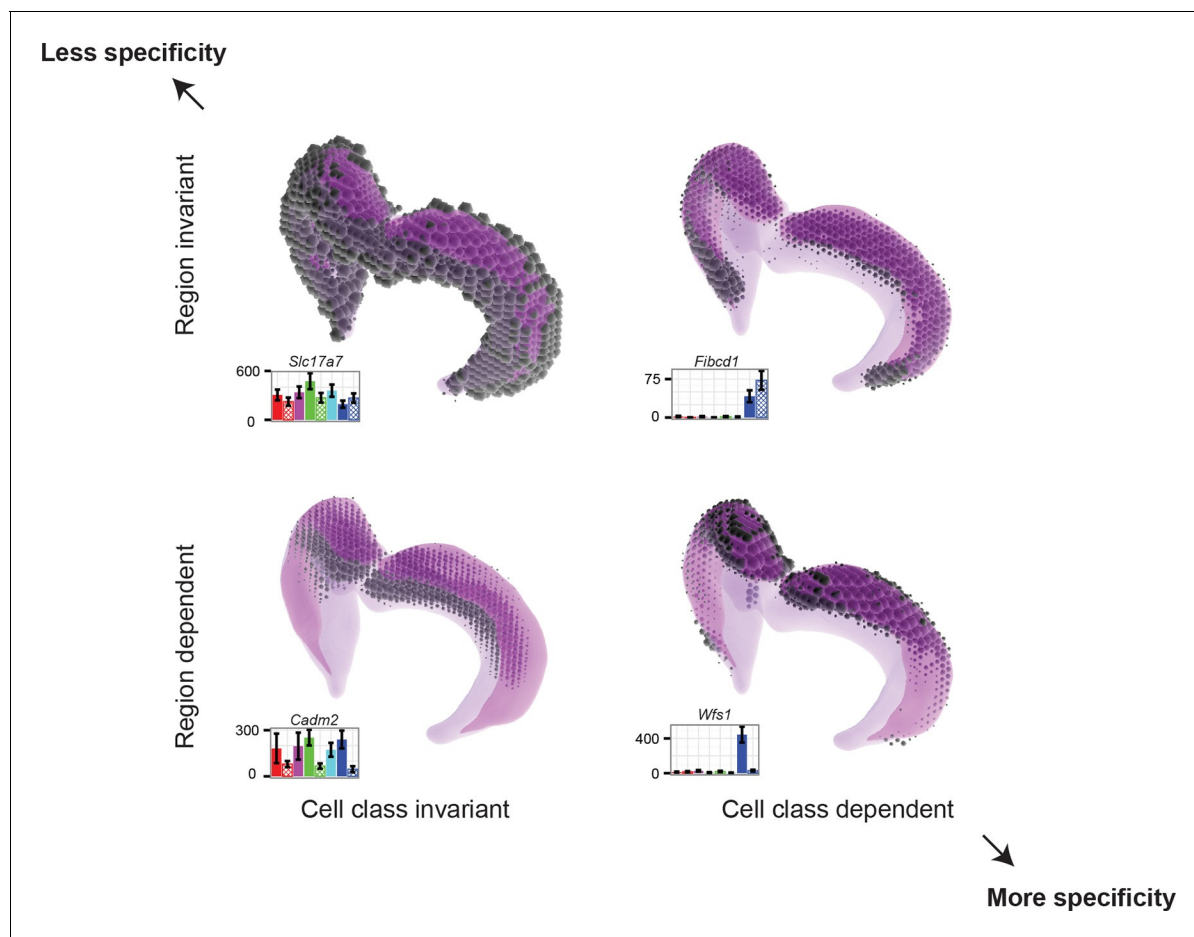 Less specificity
Region invariant
Slc17a7
600
0
Fibcd1
75
0
Region dependent
Cadm2
300
0
Wfs1
400
0
Cell class invariant
Cell class dependent
More specificity